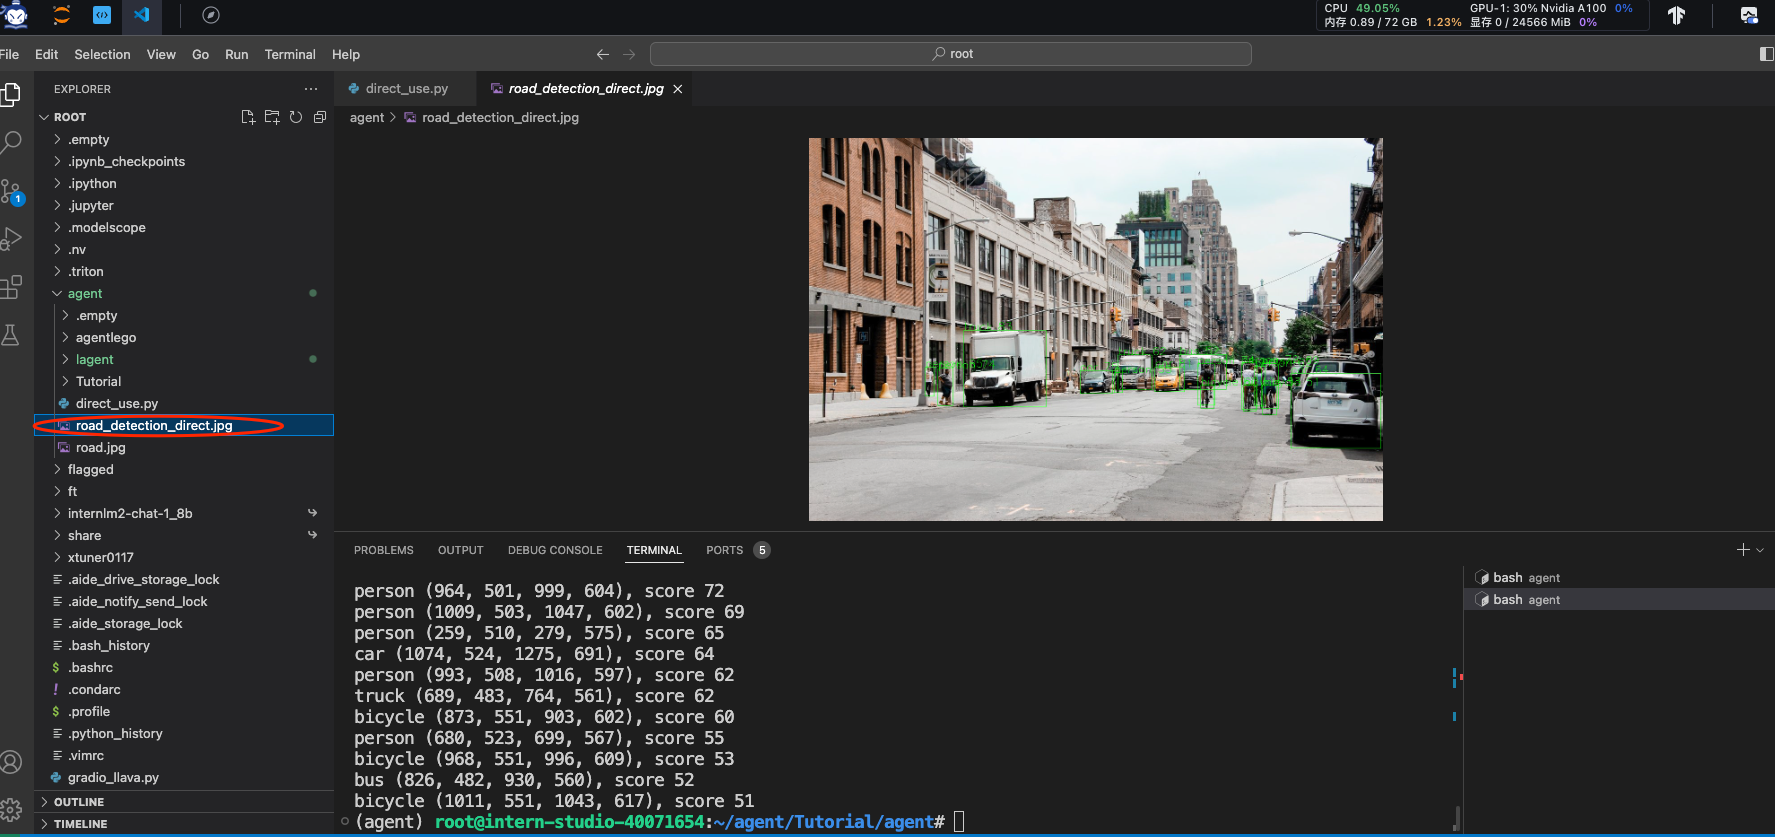 CPU 49.05% GPU-1: 30% Nvidia A100 0%
内存 0.89 / 72 GB 1.23% 显存 0 / 24566 MiB 0%
File Edit Selection View Go Run Terminal Help
root
EXPLORER
direct_use.py
road_detection_direct.jpg
agent > road_detection_direct.jpg
ROOT
.empty
.ipynb_checkpoints
.ipython
.jupyter
.modelscope
.nv
.triton
agent
.empty
agentlego
lagent
Tutorial
direct_use.py
road_detection_direct.jpg
road.jpg
flagged
ft
internlm2-chat-1_8b
share
xtuner0117
.aide_drive_storage_lock
.aide_notify_send_lock
.aide_storage_lock
.bash_history
.bashrc
.condarc
.profile
.python_history
.vimrc
gradio_llava.py
OUTLINE
TIMELINE
1
PROBLEMS OUTPUT DEBUG CONSOLE TERMINAL PORTS 5
person (964, 501, 999, 604), score 72
person (1009, 503, 1047, 602), score 69
person (259, 510, 279, 575), score 65
car (1074, 524, 1275, 691), score 64
person (993, 508, 1016, 597), score 62
truck (689, 483, 764, 561), score 62
bicycle (873, 551, 903, 602), score 60
person (680, 523, 699, 567), score 55
bicycle (968, 551, 996, 609), score 53
bus (826, 482, 930, 560), score 52
bicycle (1011, 551, 1043, 617), score 51
(agent) root@intern-studio-40071654:~/agent/Tutorial/agent#
bash agent
bash agent